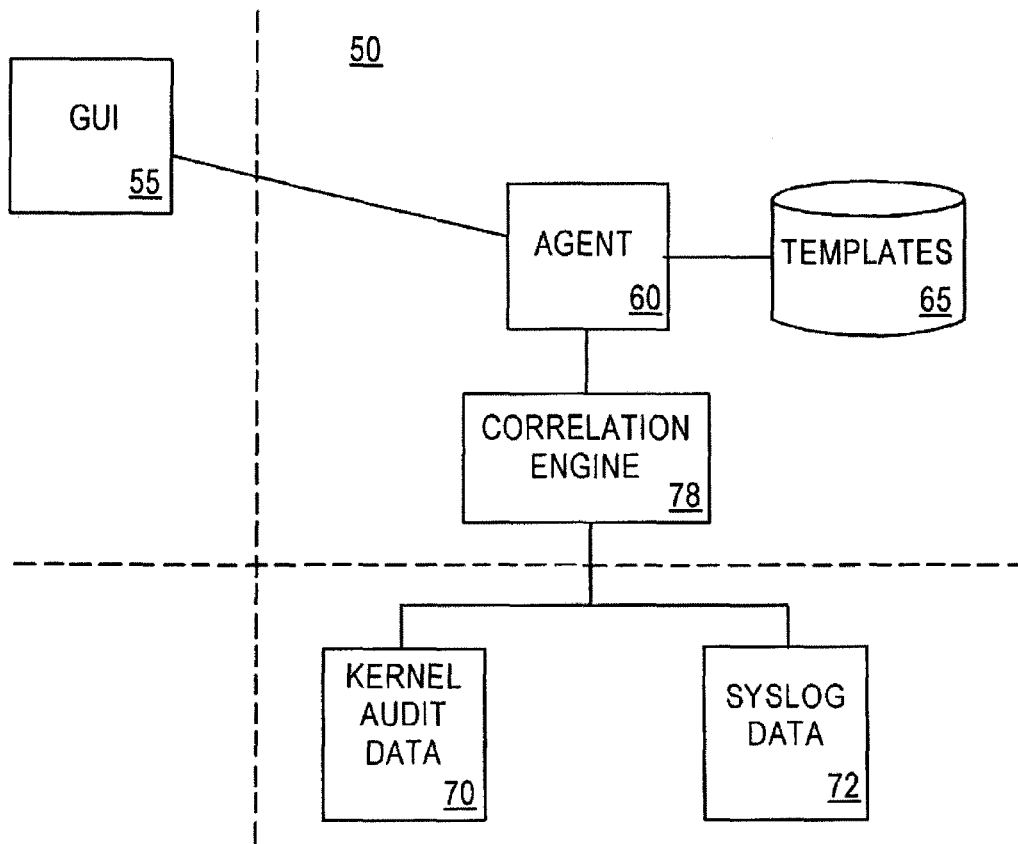 50
GUI
55
AGENT
60
TEMPLATES
65
CORRELATION
ENGINE
78
KERNEL
AUDIT
DATA
70
SYSLOG
DATA
72